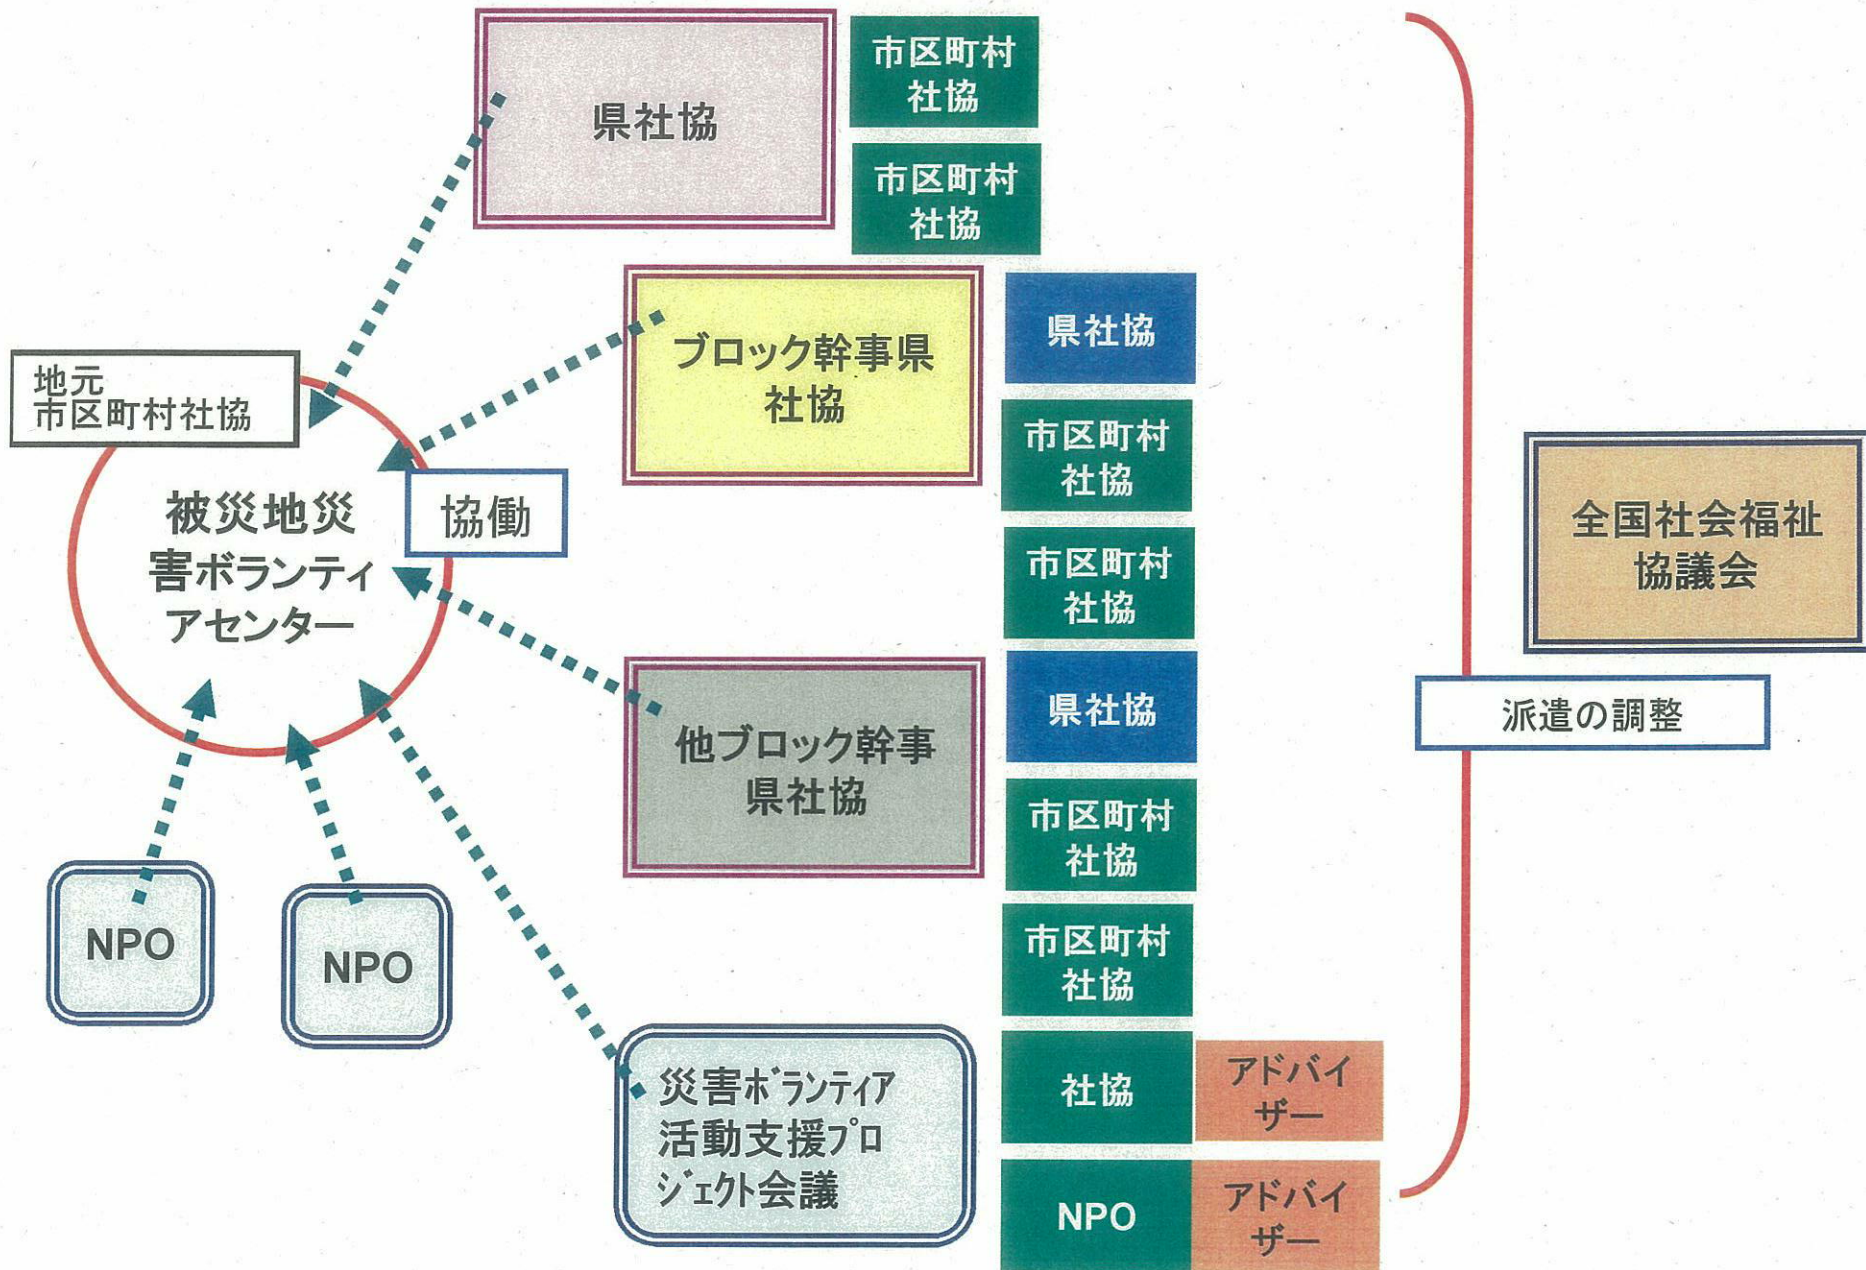 県社協
市区町村
社協
市区町村
社協
ブロック幹事県
社協
県社協
市区町村
社協
市区町村
社協
地元
市区町村社協
被災地災
害ボランティ
アセンター
協働
全国社会福祉
協議会
派遣の調整
他ブロック幹事
県社協
県社協
市区町村
社協
市区町村
社協
NPO
NPO
災害ボランティア
活動支援プロ
ジェクト会議
社協
アドバイ
ザー
NPO
アドバイ
ザー